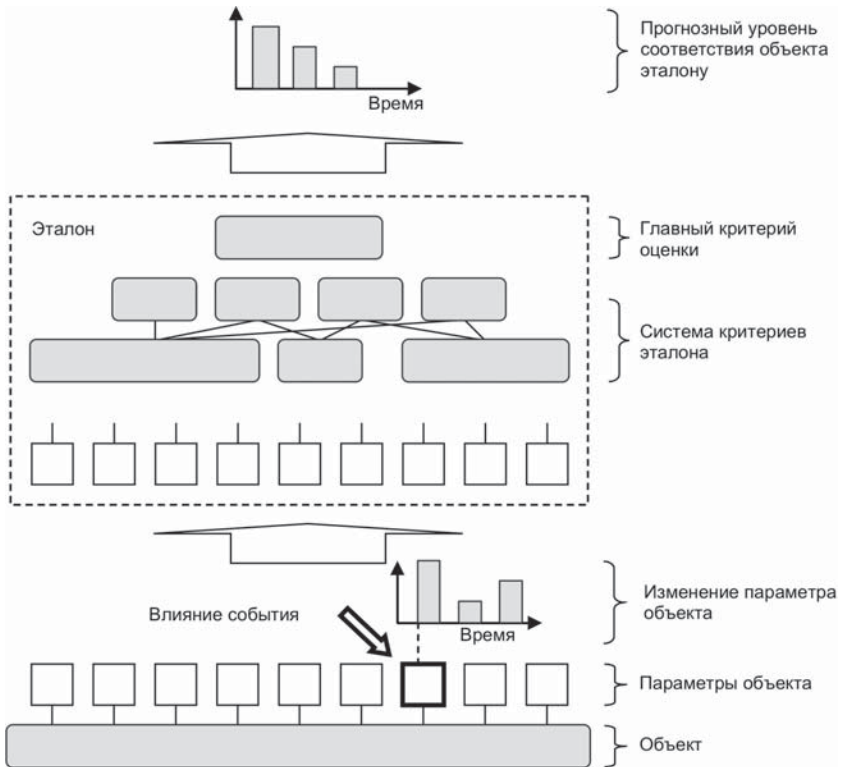 Прогнозный уровень
соответствия объекта
эталону
Время
Эталон
Главный критерий
оценки
Система критериев
эталона
Изменение параметра
объекта
Влияние события
Время
Параметры объекта
Объект